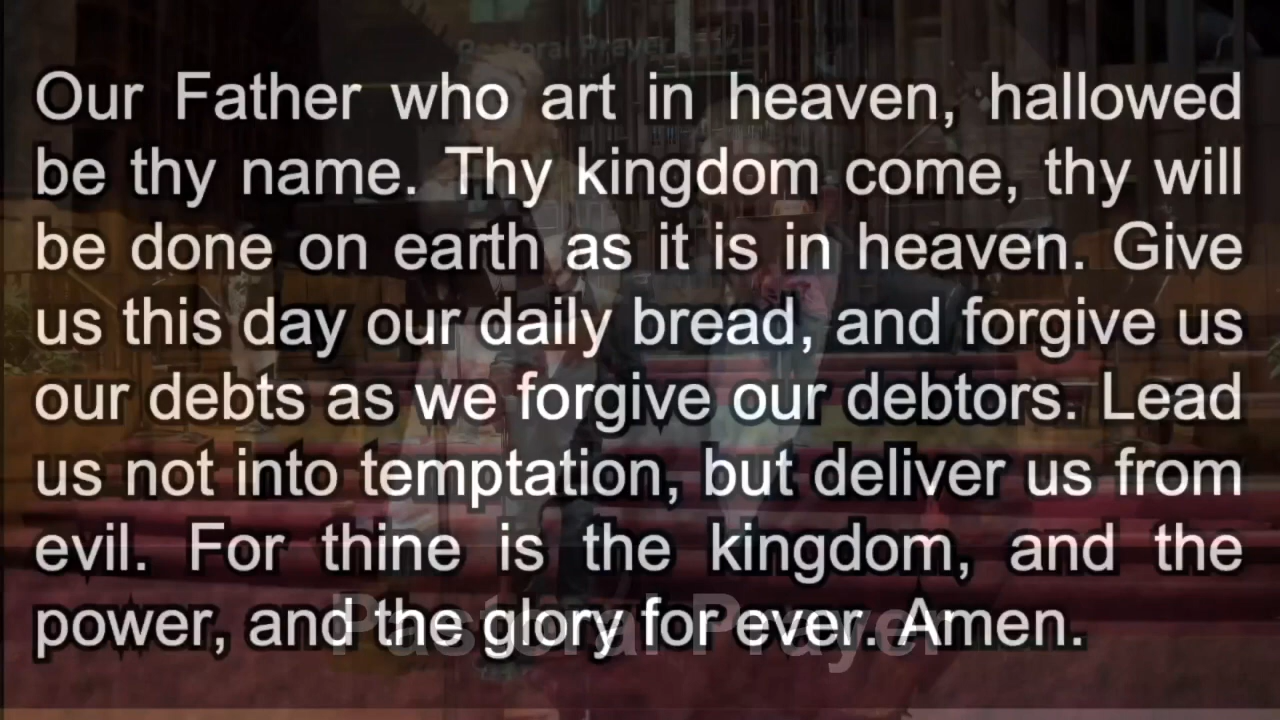 Pastoral Prayer
Our Father who art in heaven, hallowed
be thy name. Thy kingdom come, thy will
be done on earth as it is in heaven. Give
us this day our daily bread, and forgive us
our debts as we forgive our debtors. Lead
us not into temptation, but deliver us from
evil. For thine is the kingdom, and the
power, and the glory for ever. Amen.
Pastoral Prayer